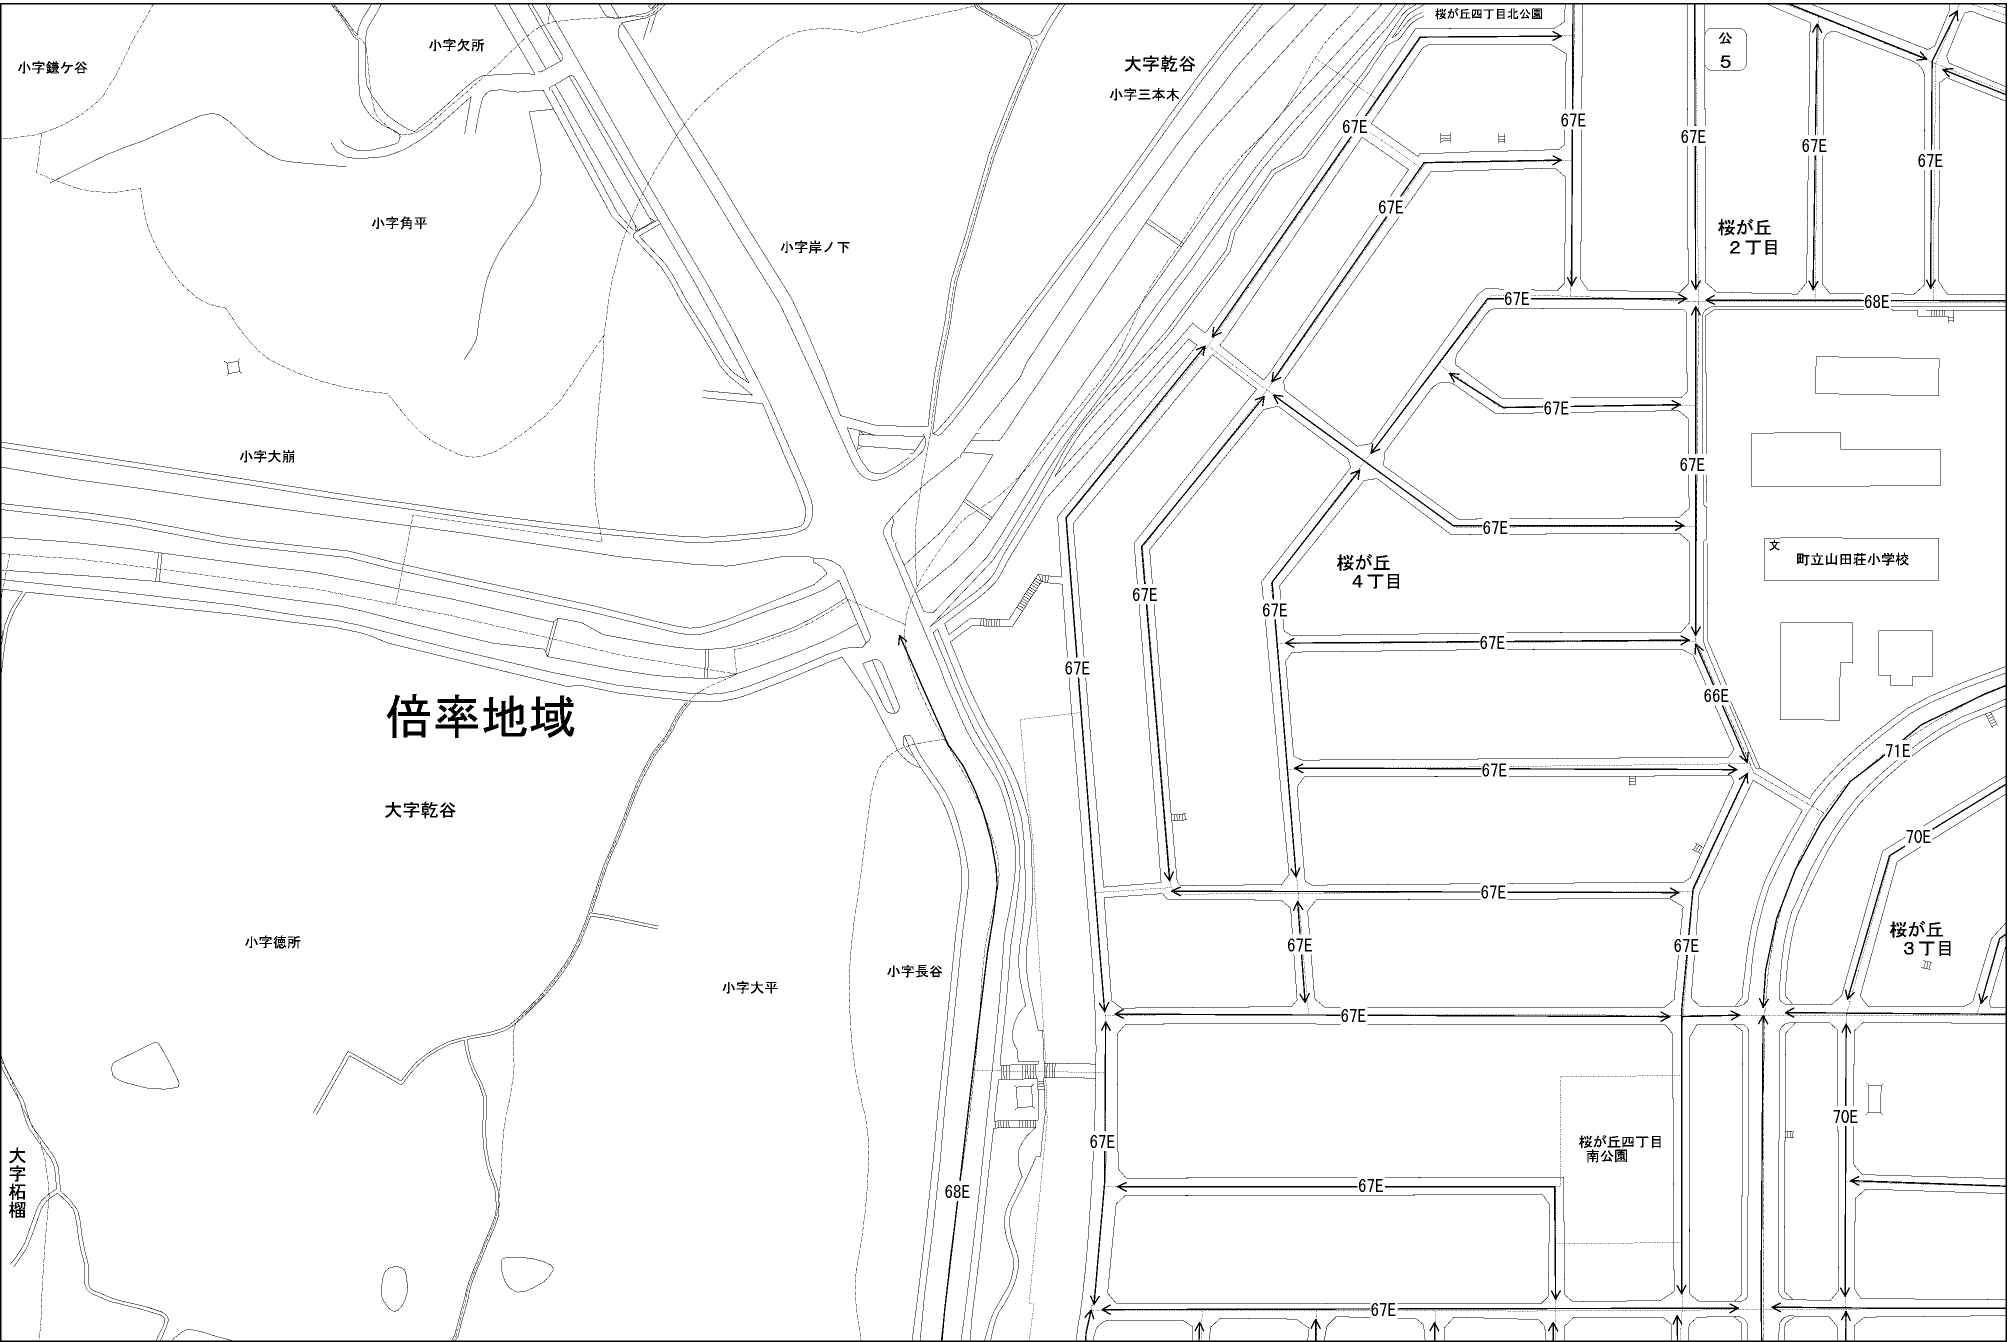 桜が丘四丁目北公園
小字欠所
小字鎌ケ谷
大字乾谷
小字三本木
公
5
67E
67E
67E
67E
67E
67E
小字角平
小字岸ノ下
桜が丘
2丁目
67E
68E
67E
小字大崩
67E
67E
文
町立山田荘小学校
桜が丘
4丁目
67E
67E
67E
67E
66E
倍率地域
71E
67E
大字乾谷
70E
67E
小字徳所
67E
67E
桜が丘
3丁目
小字長谷
小字大平
67E
70E
67E
桜が丘四丁目
南公園
大字柘榴
68E
67E
67E